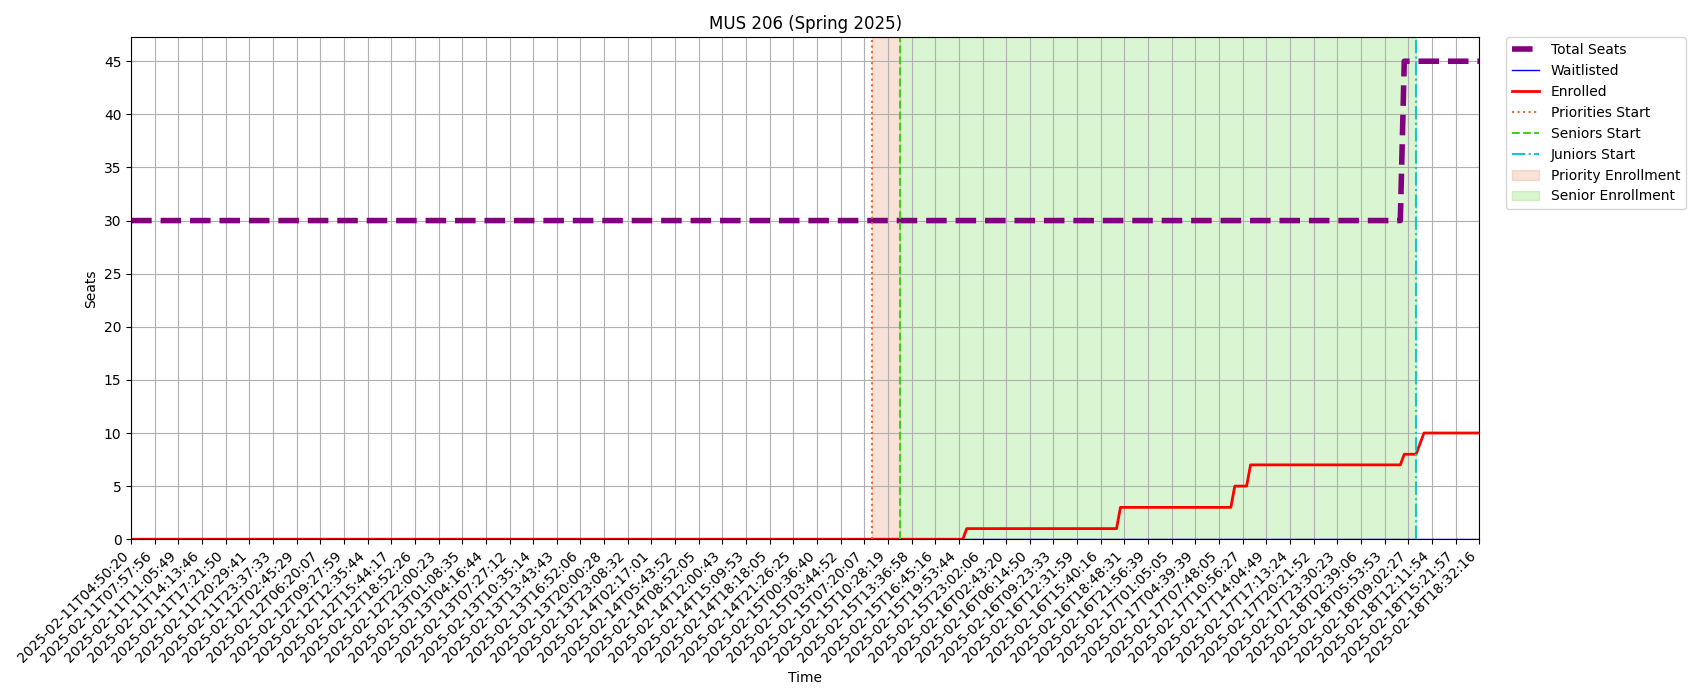 MUS 206 (Spring 2025)
Total Seats
Waitlisted
Enrolled
Priorities Start
Seniors Start
Juniors Start
Priority Enrollment
Senior Enrollment
Seats
45
40
35
30
25
20
15
10
5
0
2025-02-11T04:50:20
2025-02-11T07:57:56
2025-02-11T11:05:49
2025-02-11T14:13:46
2025-02-11T17:21:50
2025-02-11T20:29:41
2025-02-11T23:37:33
2025-02-12T02:45:29
2025-02-12T06:20:07
2025-02-12T09:27:59
2025-02-12T12:35:44
2025-02-12T15:44:17
2025-02-12T18:52:26
2025-02-12T22:00:23
2025-02-13T01:08:35
2025-02-13T04:16:44
2025-02-13T07:27:12
2025-02-13T10:35:14
2025-02-13T13:43:43
2025-02-13T16:52:06
2025-02-13T20:00:28
2025-02-13T23:08:32
2025-02-14T02:17:01
2025-02-14T05:43:52
2025-02-14T08:52:05
2025-02-14T12:00:43
2025-02-14T15:09:53
2025-02-14T18:18:05
2025-02-14T21:26:25
2025-02-15T00:36:40
2025-02-15T03:44:52
2025-02-15T07:20:07
2025-02-15T10:28:19
2025-02-15T13:36:58
2025-02-15T16:45:16
2025-02-15T19:53:44
2025-02-15T23:02:06
2025-02-16T02:43:20
2025-02-16T06:14:50
2025-02-16T09:23:33
2025-02-16T12:31:59
2025-02-16T15:40:16
2025-02-16T18:48:31
2025-02-16T21:56:39
2025-02-17T01:05:05
2025-02-17T04:39:39
2025-02-17T07:48:05
2025-02-17T10:56:27
2025-02-17T14:04:49
2025-02-17T17:13:24
2025-02-17T20:21:52
2025-02-17T23:30:23
2025-02-18T02:39:06
2025-02-18T05:53:53
2025-02-18T09:02:27
2025-02-18T12:11:54
2025-02-18T15:21:57
2025-02-18T18:32:16
Time